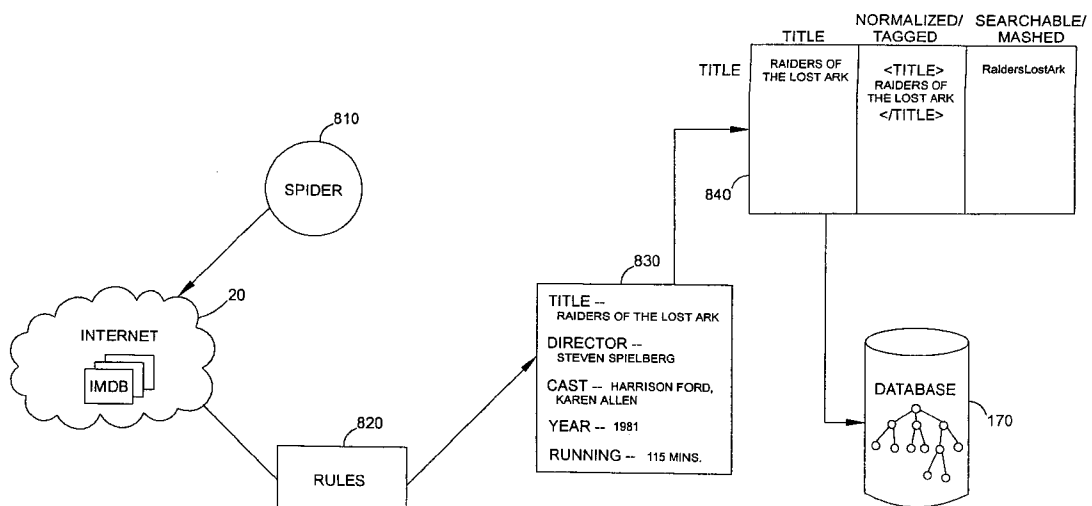 TITLE
NORMALIZED/
TAGGED
SEARCHABLE/
MASHED
TITLE
RAIDERS OF
THE LOST ARK
<TITLE>
RAIDERS OF
THE LOST ARK
</TITLE>
RaidersLostArk
840
810
SPIDER
20
INTERNET
IMDB
820
RULES
830
TITLE --
RAIDERS OF THE LOST ARK
DIRECTOR --
STEVEN SPIELBERG
CAST -- HARRISON FORD,
KAREN ALLEN
YEAR -- 1981
RUNNING -- 115 MINS.
DATABASE
170